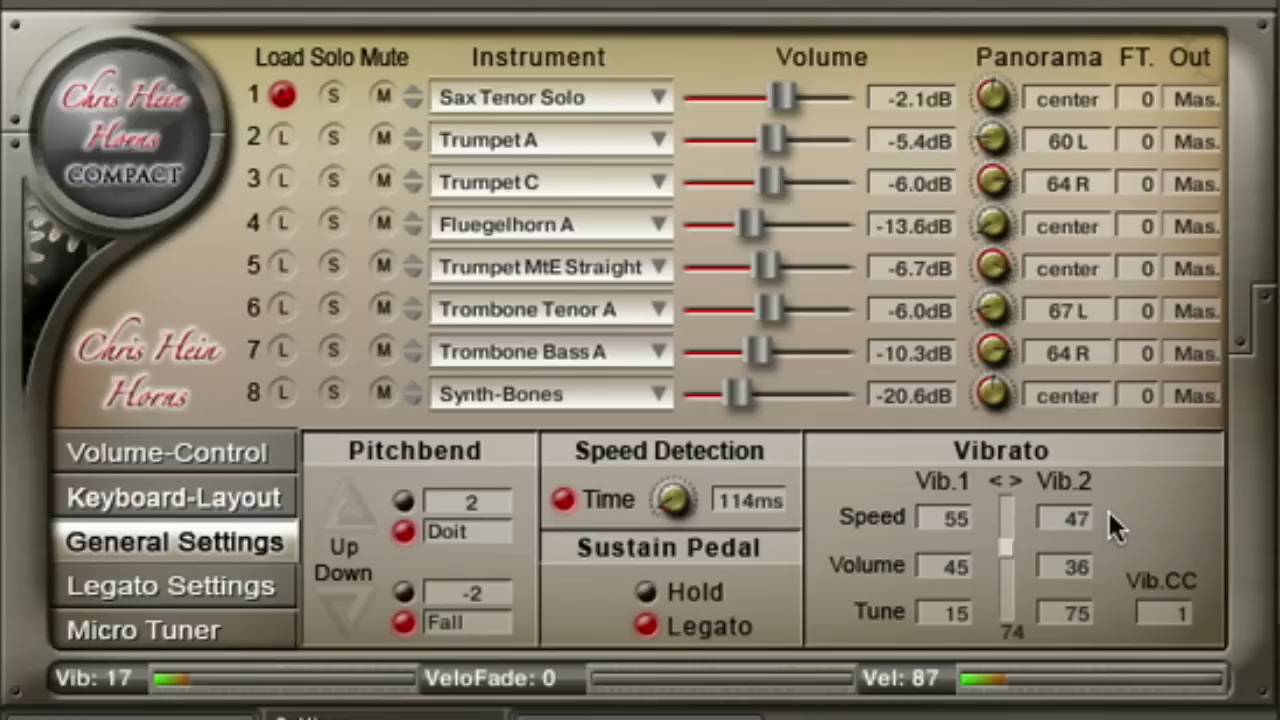 Chris Hein
Horns
COMPACT
Load Solo Mute Instrument Volume Panorama FT. Out
1 S M Sax Tenor Solo -2.1dB center 0 Mas.
2 L S M Trumpet A -5.4dB 60 L 0 Mas.
3 L S M Trumpet C -6.0dB 64 R 0 Mas.
4 L S M Fluegelhorn A -13.6dB center 0 Mas.
5 L S M Trumpet MtE Straight -6.7dB center 0 Mas.
6 L S M Trombone Tenor A -6.0dB 67 L 0 Mas.
7 L S M Trombone Bass A -10.3dB 64 R 0 Mas.
8 L S M Synth-Bones -20.6dB center 0 Mas.
Chris Hein
Horns
Volume-Control
Keyboard-Layout
General Settings
Legato Settings
Micro Tuner
Pitchbend
2
Doit
Up
Down
-2
Fall
Speed Detection
Time 114ms
Sustain Pedal
Hold
Legato
Vibrato
Vib.1 < > Vib.2
Speed 55 47
Volume 45 36
Vib.CC
Tune 15 75 1
74
Vib: 17 VeloFade: 0 Vel: 87